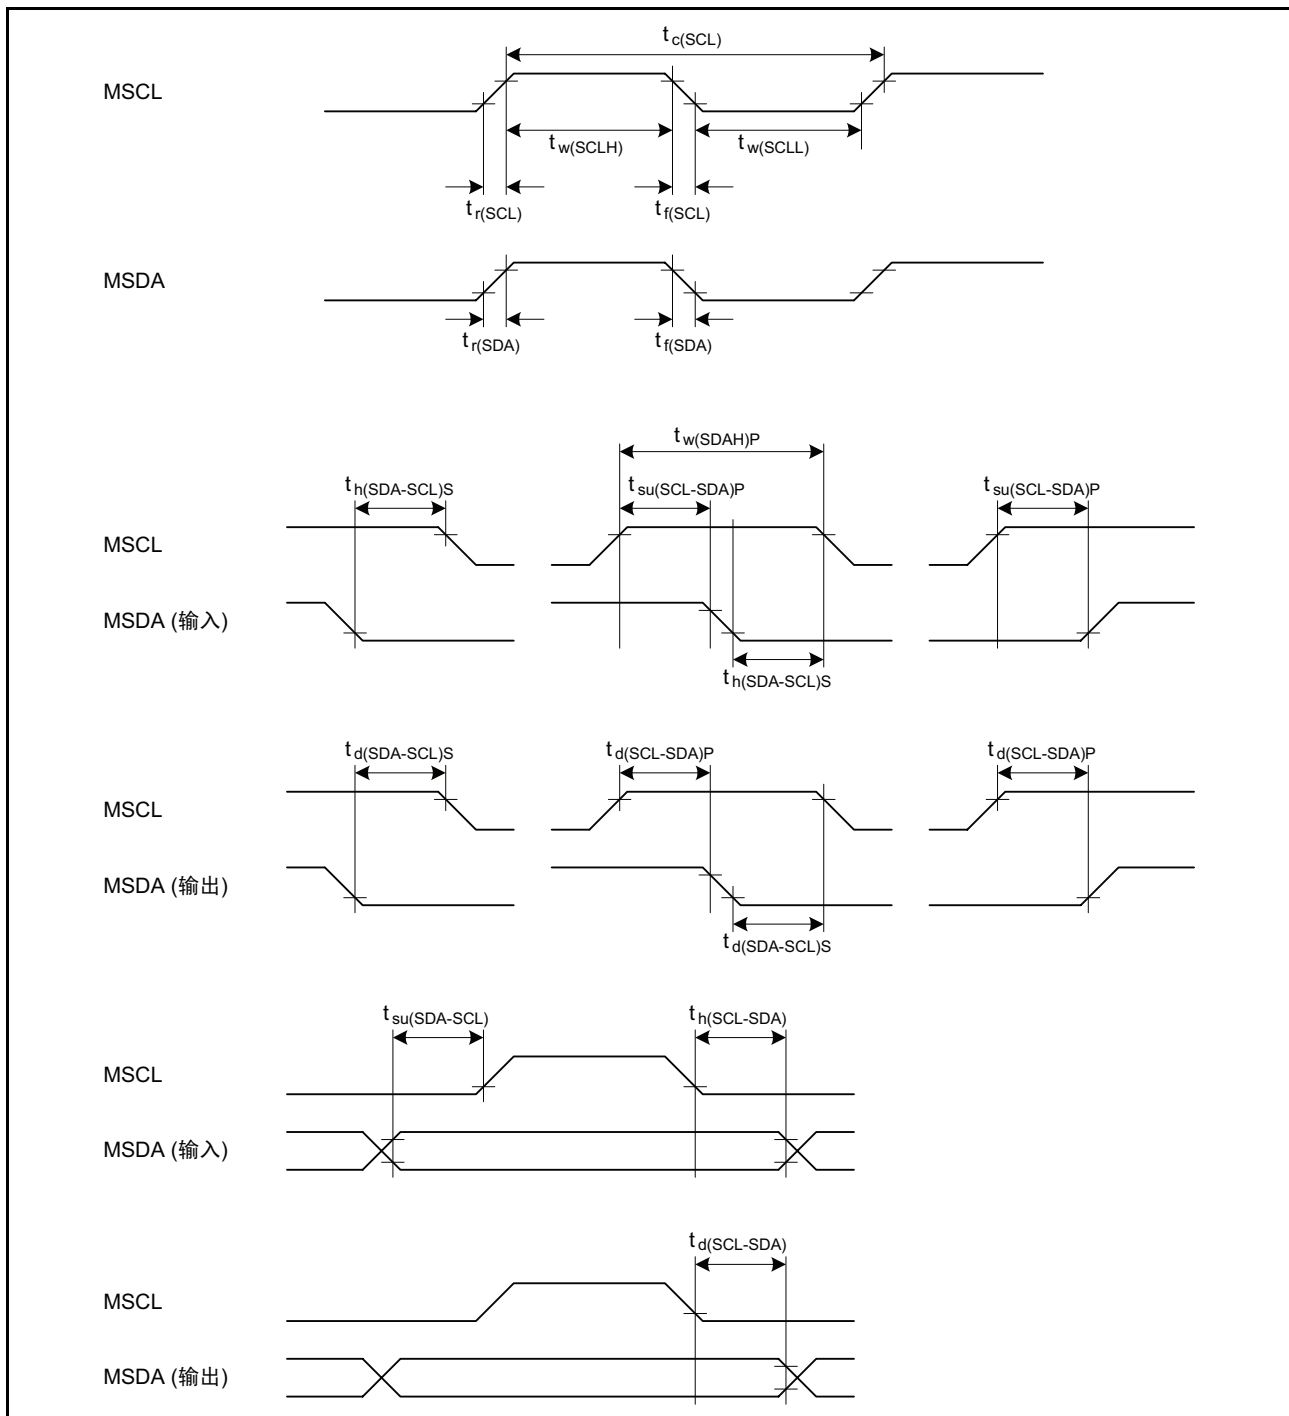 tc(SCL)
MSCL
tw(SCLH) tw(SCLL)
tr(SCL) tf(SCL)
MSDA
tr(SDA) tf(SDA)
tw(SDAH)P
th(SDA-SCL)S tsu(SCL-SDA)P tsu(SCL-SDA)P
MSCL
MSDA (输入)
th(SDA-SCL)S
td(SDA-SCL)S td(SCL-SDA)P td(SCL-SDA)P
MSCL
MSDA (输出)
td(SDA-SCL)S
tsu(SDA-SCL) th(SCL-SDA)
MSCL
MSDA (输入)
td(SCL-SDA)
MSCL
MSDA (输出)